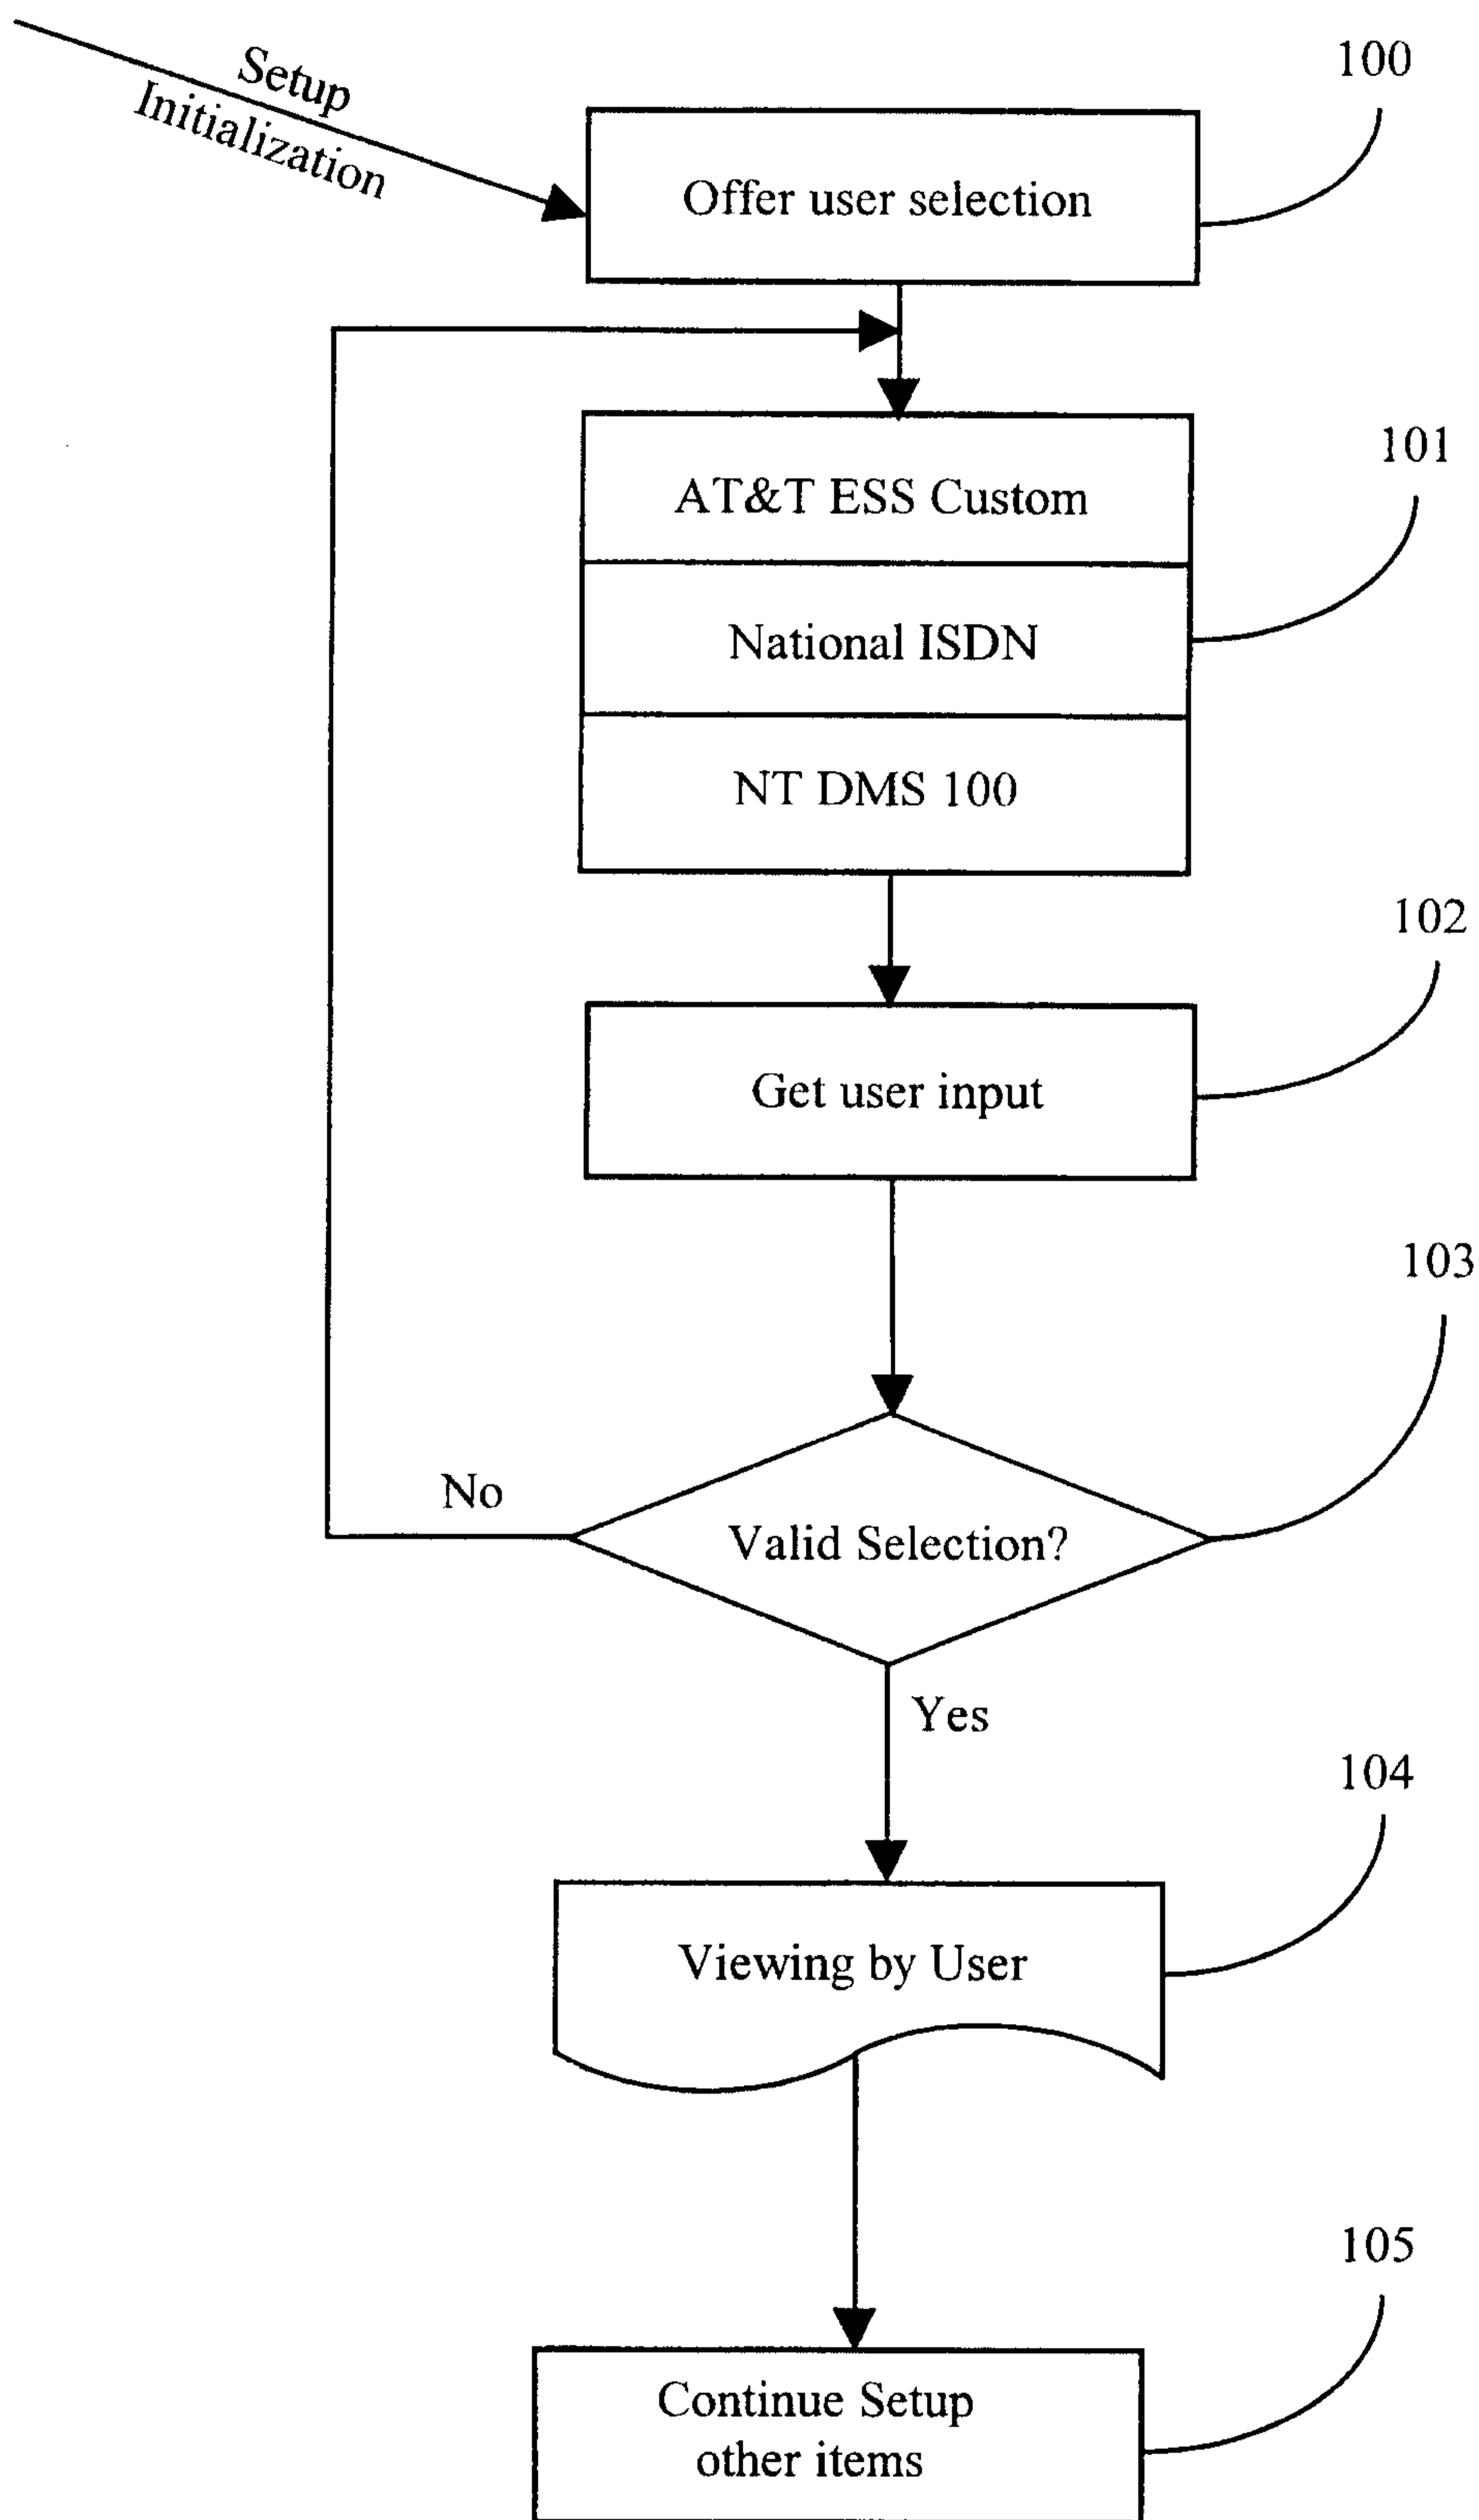 Setup
Initialization
100
Offer user selection
101
AT&T ESS Custom
National ISDN
NT DMS 100
102
Get user input
103
No
Valid Selection?
Yes
104
Viewing by User
105
Continue Setup
other items